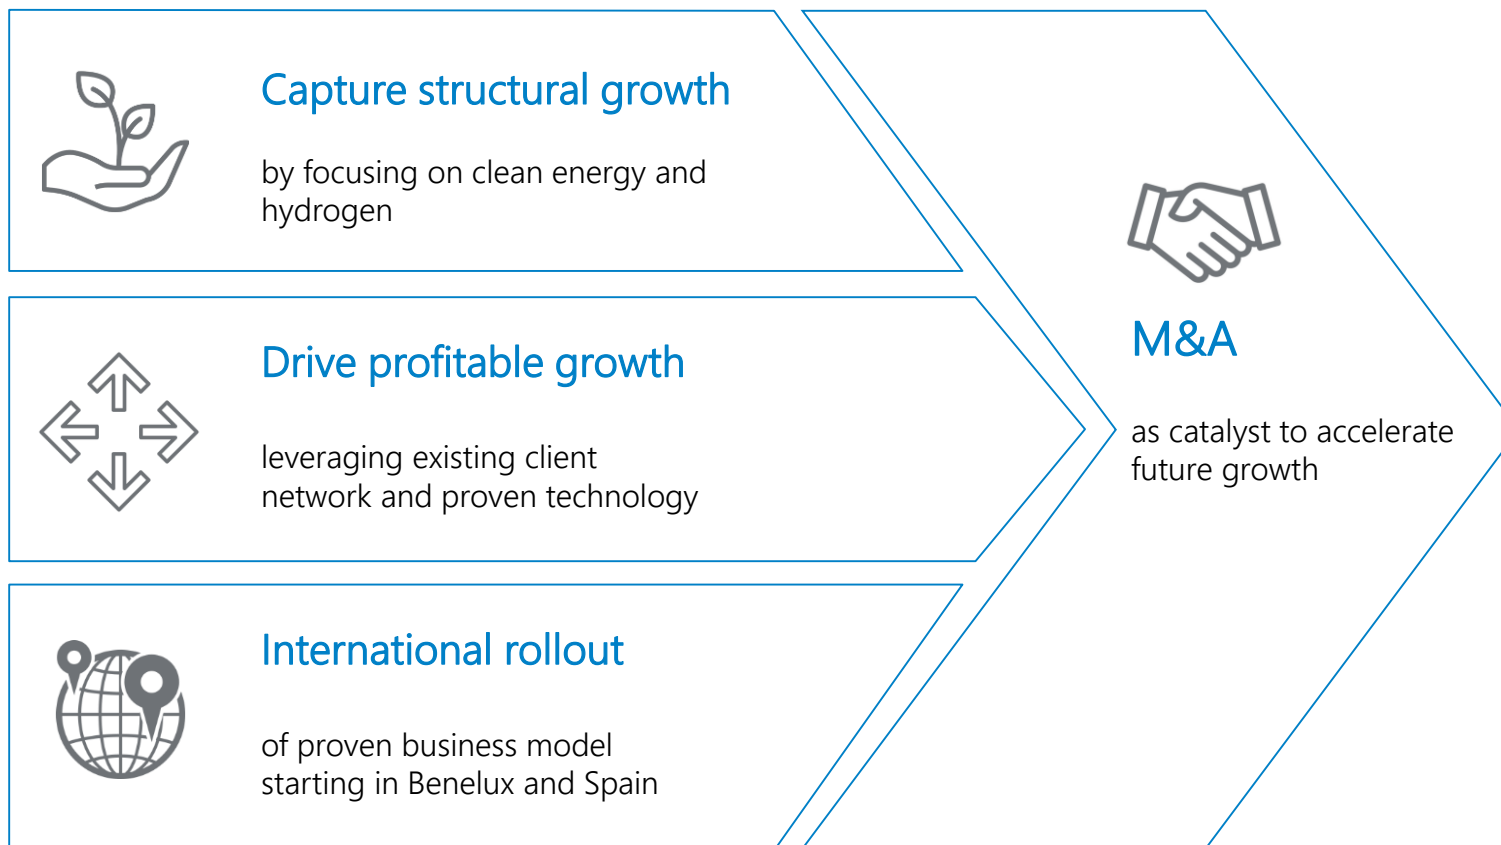 Capture structural growth
by focusing on clean energy and
hydrogen
Drive profitable growth
leveraging existing client
network and proven technology
International rollout
of proven business model
starting in Benelux and Spain
M&A
as catalyst to accelerate
future growth